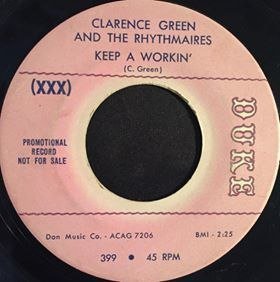 CLARENCE GREEN
AND THE RHYTHMAIRES
KEEP A WORKIN'
(C. Green)
(XXX)
PROMOTIONAL
RECORD
NOT FOR SALE
DUKE
Don Music Co. - ACAG 7206
BMI - 2:25
399 • 45 RPM